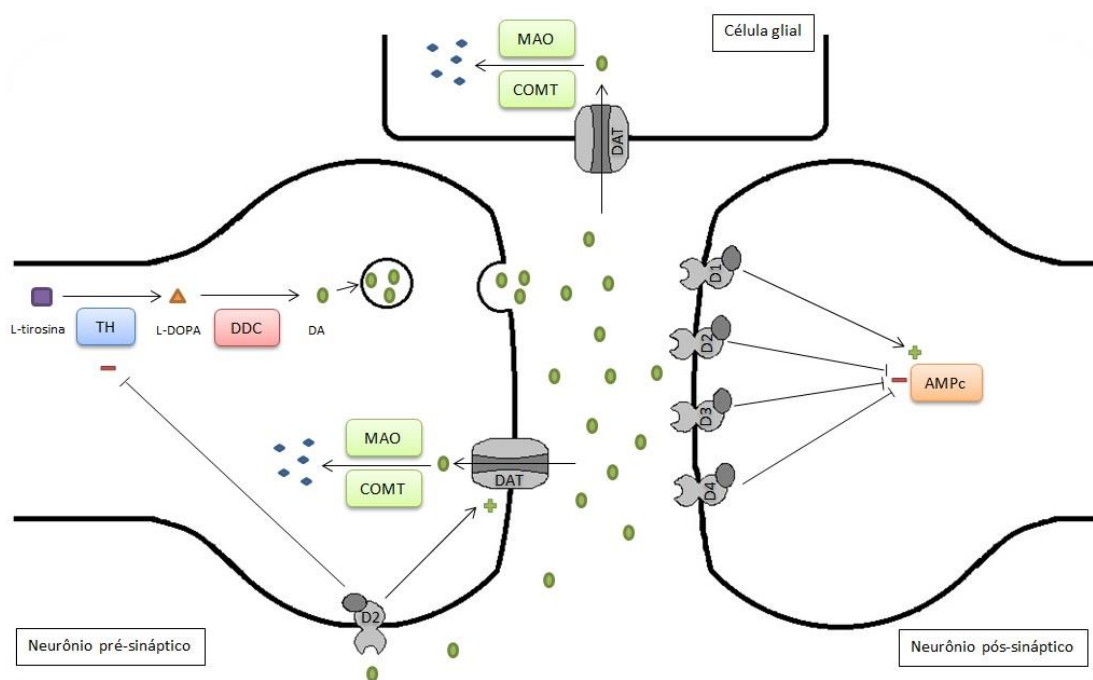 Célula glial
MAO
COMT
DAT
D1
D2
D3
D4
AMPc
L-tirosina
TH
L-DOPA
DDC
DA
MAO
COMT
DAT
D2
Neurônio pré-sináptico
Neurônio pós-sináptico